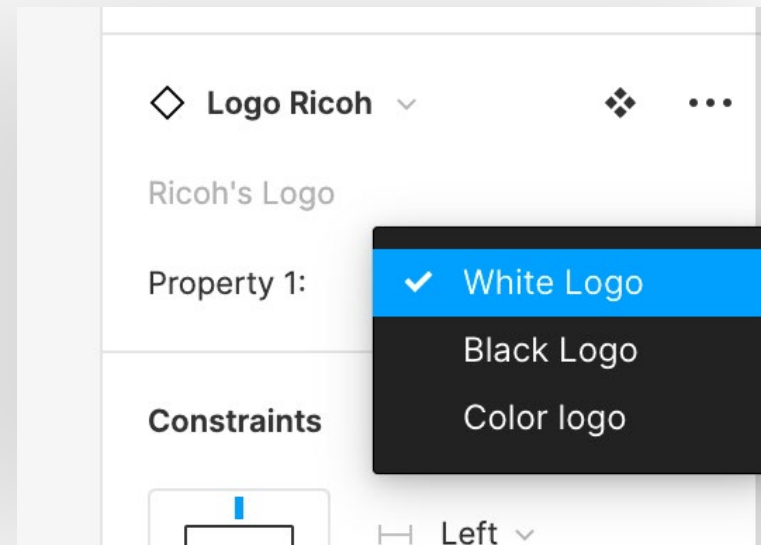 Logo Ricoh
Ricoh's Logo
Property 1:
White Logo
Black Logo
Color logo
Constraints
Left